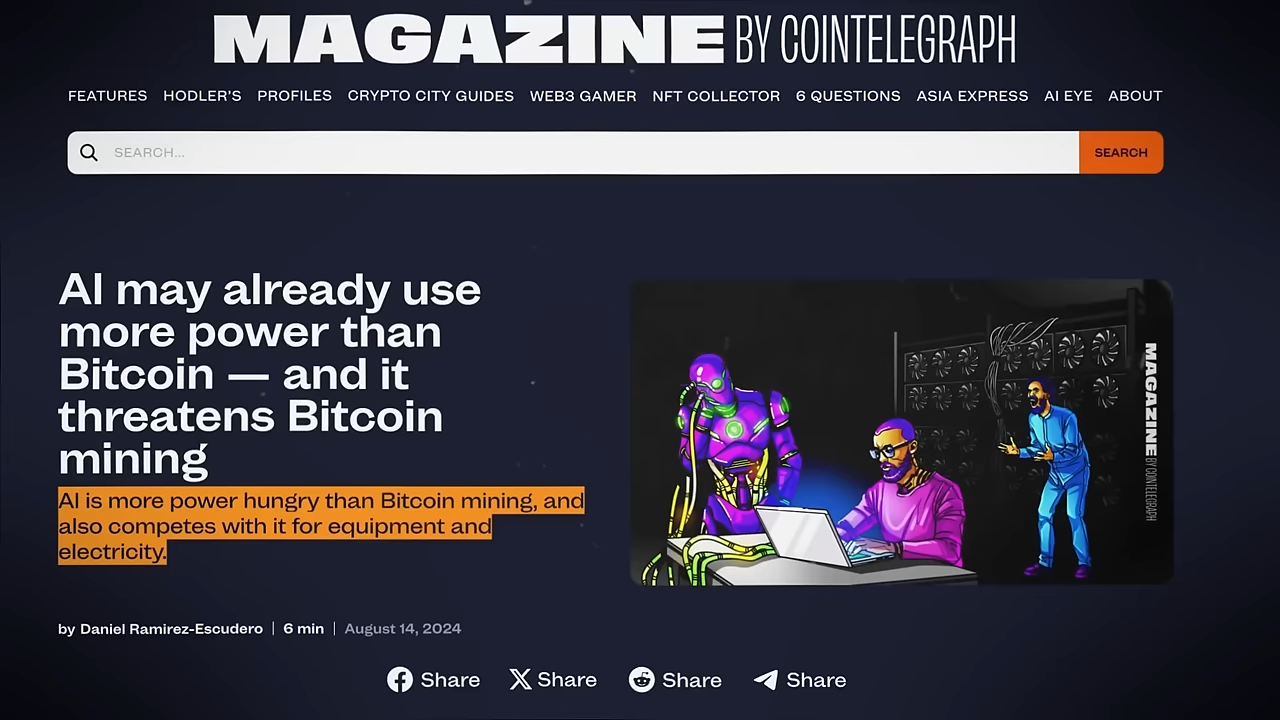 MAGAZINE BY COINTELEGRAPH
FEATURES HODLER'S PROFILES CRYPTO CITY GUIDES WEB3 GAMER NFT COLLECTOR 6 QUESTIONS ASIA EXPRESS AI EYE ABOUT
SEARCH... SEARCH
AI may already use
more power than
Bitcoin — and it
threatens Bitcoin
mining
AI is more power hungry than Bitcoin mining, and
also competes with it for equipment and
electricity.
MAGAZINE BY COINTELEGRAPH
by Daniel Ramirez-Escudero | 6 min | August 14, 2024
Share Share Share Share